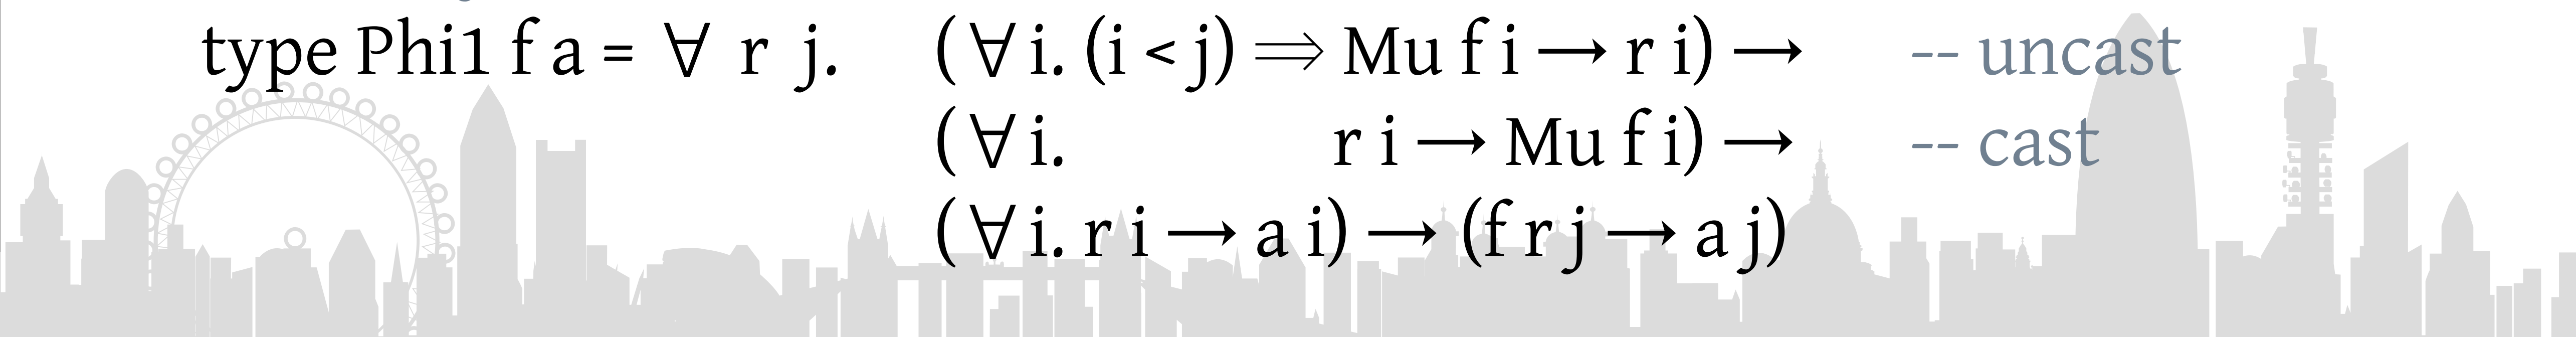 type Phi1 f a = ∀ r j. (∀ i. (i < j) ⟹ Mu f i → r i) → -- uncast
(∀ i. r i → Mu f i) → -- cast
(∀ i. r i → a i) → (f r j → a j)